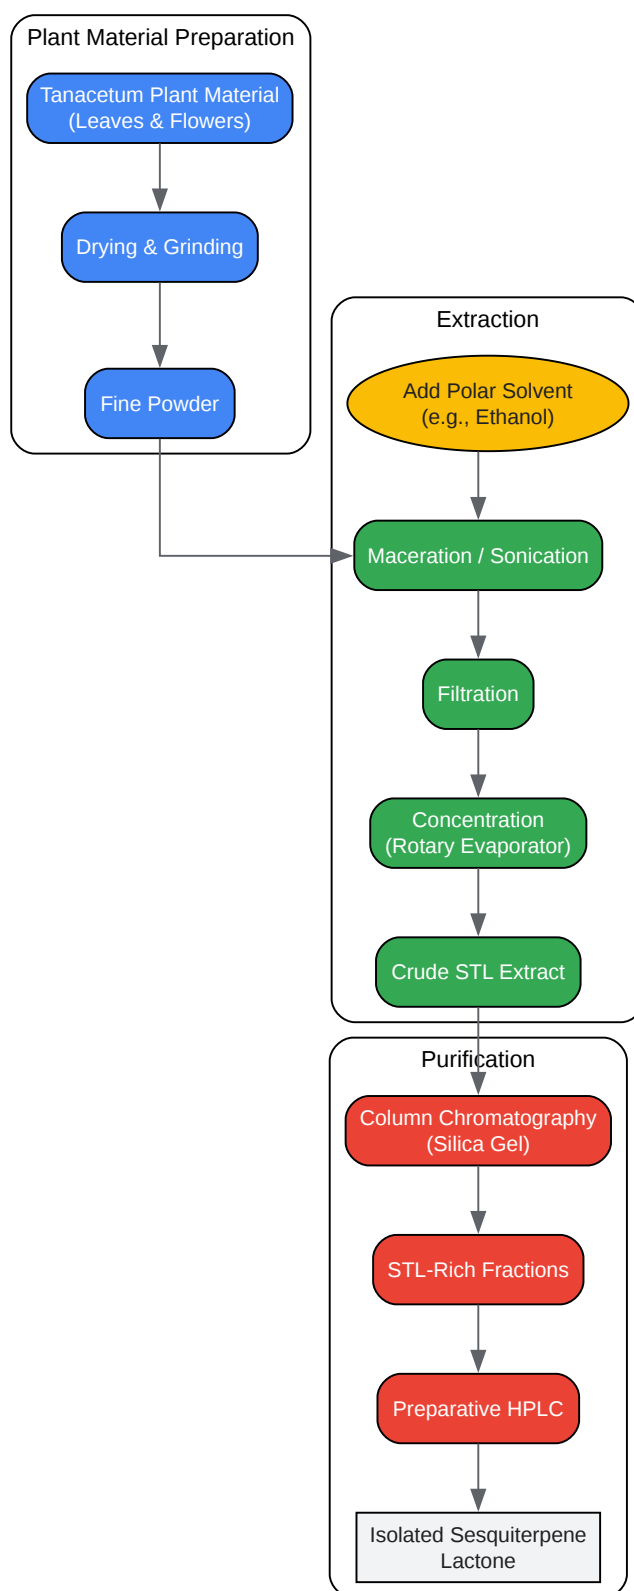 Plant Material Preparation
Tanacetum Plant Material
(Leaves & Flowers)
Drying & Grinding
Fine Powder
Extraction
Add Polar Solvent
(e.g., Ethanol)
Maceration / Sonication
Filtration
Concentration
(Rotary Evaporator)
Crude STL Extract
Purification
Column Chromatography
(Silica Gel)
STL-Rich Fractions
Preparative HPLC
Isolated Sesquiterpene
Lactone